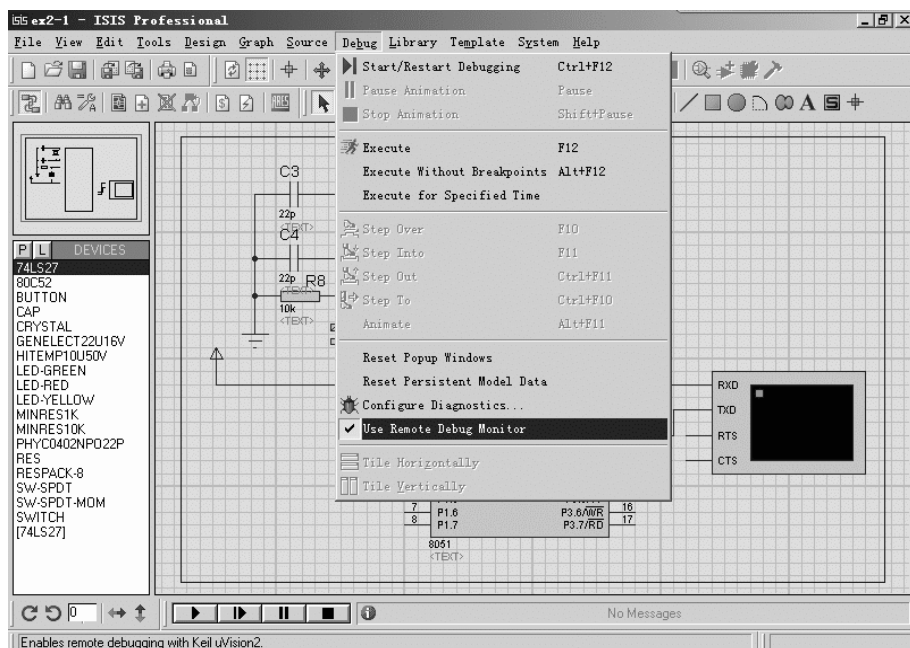 ex2-1 - ISIS Professional
File View Edit Tools Design Graph Source Debug Library Template System Help
Start/Restart Debugging Ctrl+F12
Pause Animation Pause
Stop Animation Shift+Pause
Execute F12
Execute Without Breakpoints Alt+F12
Execute for Specified Time
Step Over F10
Step Into F11
Step Out Ctrl+F11
Step To Ctrl+F10
Animate Alt+F11
Reset Popup Windows
Reset Persistent Model Data
Configure Diagnostics...
Use Remote Debug Monitor
Tile Horizontally
Tile Vertically
P L DEVICES
74LS27
80C52
BUTTON
CAP
CRYSTAL
GENELECT22U16V
HITEMP10U50V
LED-GREEN
LED-RED
LED-YELLOW
MINRES1K
MINRES10K
PHYC0402NPO22P
RES
RESPACK-8
SW-SPDT
SW-SPDT-MOM
SWITCH
[74LS27]
C3
22p
<TEXT>
C4
22p
<TEXT>
R8
10k
<TEXT>
RXD
TXD
RTS
CTS
7 P1.6 P3.6/WR 16
8 P1.7 P3.7/RD 17
8051
<TEXT>
0
No Messages
Enables remote debugging with Keil uVision2.